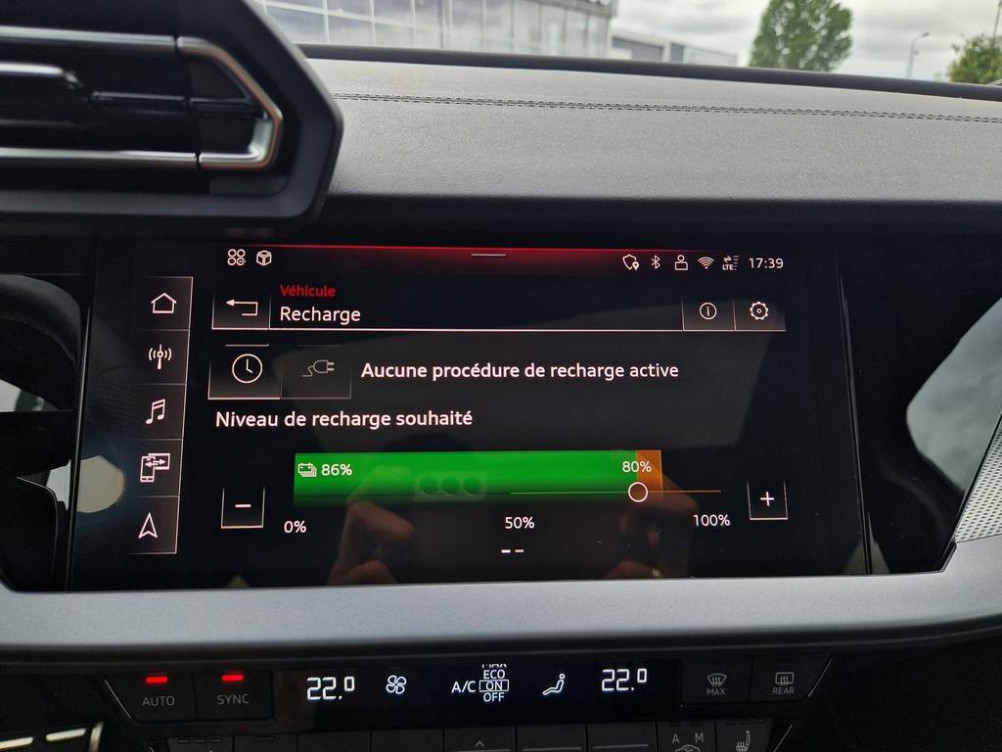 LTE 17:39
Véhicule
Recharge
Aucune procédure de recharge active
Niveau de recharge souhaité
86% 80%
0% 50% 100%
- +
--
AUTO SYNC 22.0 A/C MAX ECO ON OFF 22.0 MAX REAR
A M